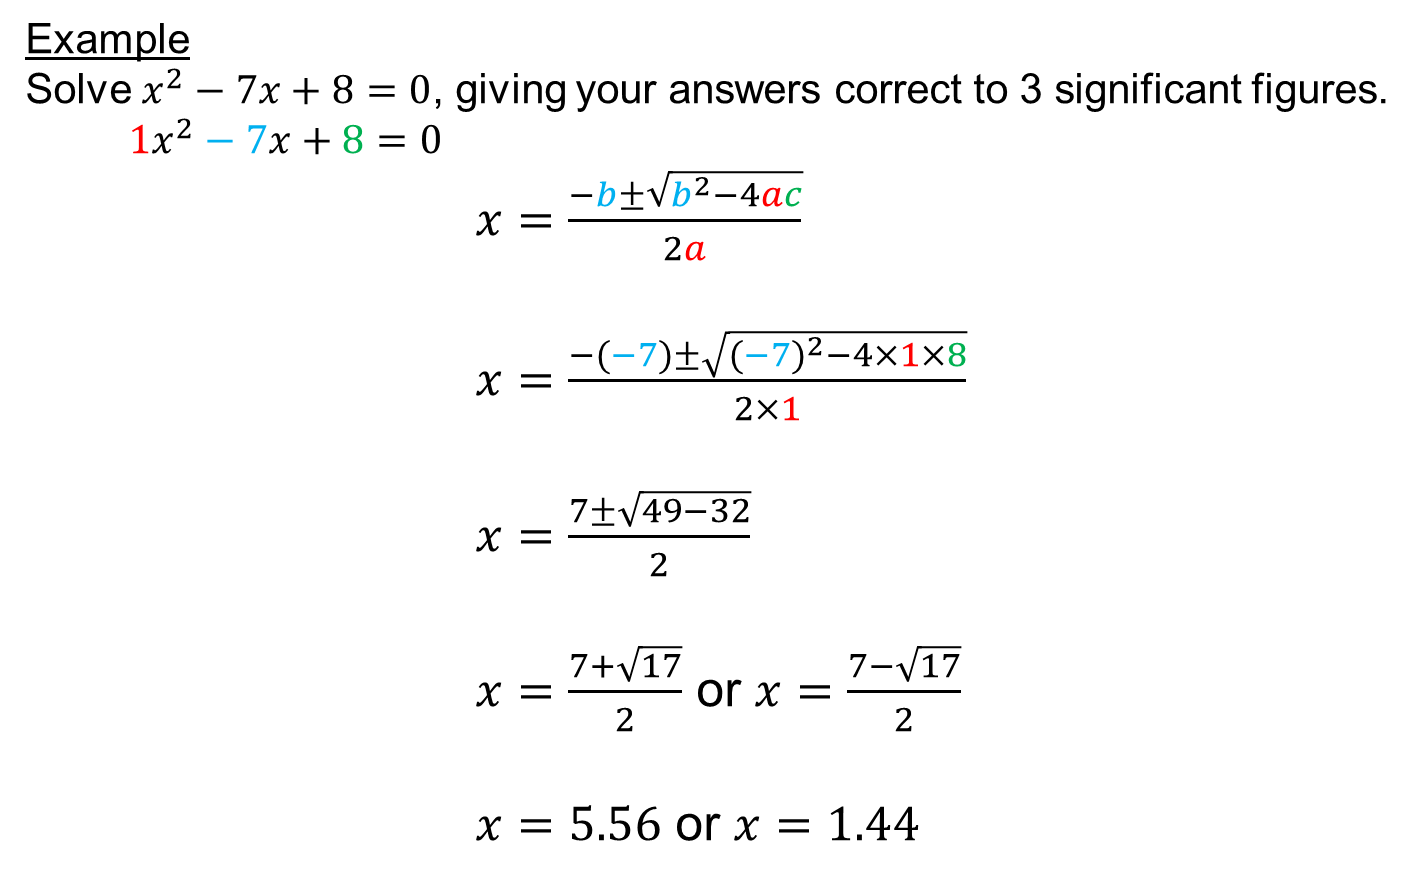 Example
Solve x² − 7x + 8 = 0, giving your answers correct to 3 significant figures.
1x² − 7x + 8 = 0
x = (−b±√(b²−4ac))/(2a)
x = (−(−7)±√((−7)²−4×1×8))/(2×1)
x = (7±√(49−32))/2
x = (7+√17)/2 or x = (7−√17)/2
x = 5.56 or x = 1.44